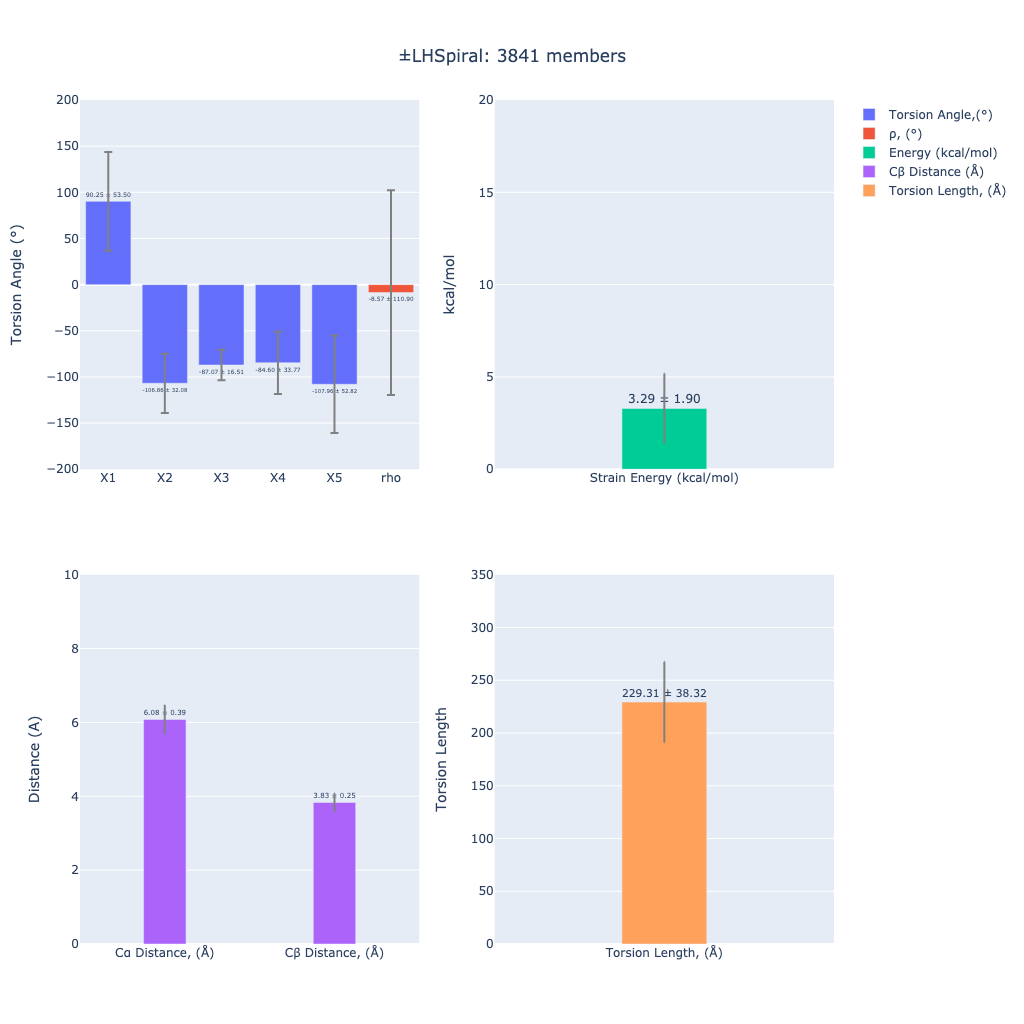 ±LHSpiral: 3841 members
200
150
100
50
0
−50
−100
−150
−200
Torsion Angle (°)
90.25 ± 53.50
-106.86 ± 32.08
-87.07 ± 16.51
-84.60 ± 33.77
-107.96 ± 52.82
-8.57 ± 110.90
X1 X2 X3 X4 X5 rho
20
15
10
5
0
kcal/mol
3.29 ± 1.90
Strain Energy (kcal/mol)
Torsion Angle,(°)
ρ, (°)
Energy (kcal/mol)
Cβ Distance (Å)
Torsion Length, (Å)
10
8
6
4
2
0
Distance (A)
6.08 ± 0.39
3.83 ± 0.25
Cα Distance, (Å) Cβ Distance, (Å)
350
300
250
200
150
100
50
0
Torsion Length
229.31 ± 38.32
Torsion Length, (Å)